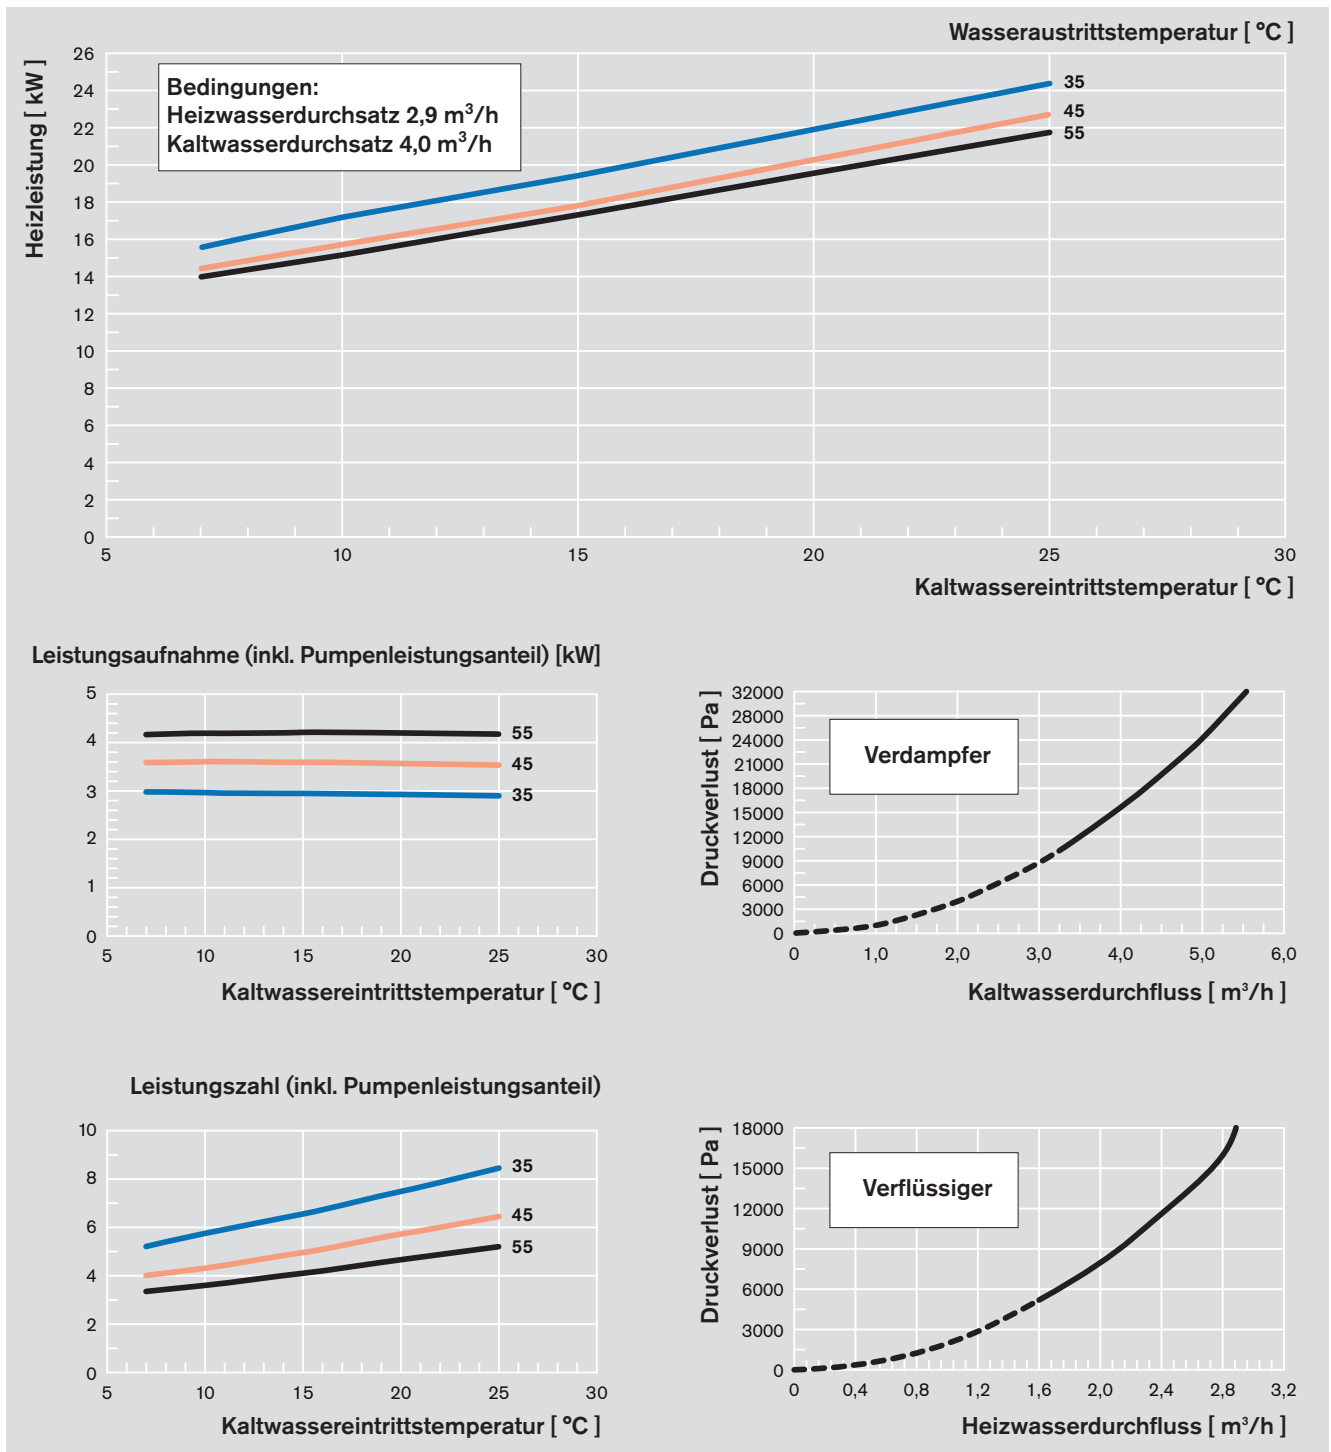 Wasseraustrittstemperatur [ °C ]
Heizleistung [ kW ]
26
24
22
20
18
16
14
12
10
8
6
4
2
0
Bedingungen:
Heizwasserdurchsatz 2,9 m³/h
Kaltwasserdurchsatz 4,0 m³/h
35
45
55
5 10 15 20 25 30
Kaltwassereintrittstemperatur [ °C ]
Leistungsaufnahme (inkl. Pumpenleistungsanteil) [kW]
5
4
3
2
1
0
55
45
35
5 10 15 20 25 30
Kaltwassereintrittstemperatur [ °C ]
Druckverlust [ Pa ]
32000
28000
24000
21000
18000
15000
12000
9000
6000
3000
0
Verdampfer
0 1,0 2,0 3,0 4,0 5,0 6,0
Kaltwasserdurchfluss [ m³/h ]
Leistungszahl (inkl. Pumpenleistungsanteil)
10
8
6
4
2
0
35
45
55
5 10 15 20 25 30
Kaltwassereintrittstemperatur [ °C ]
Druckverlust [ Pa ]
18000
15000
12000
9000
6000
3000
0
Verflüssiger
0 0,4 0,8 1,2 1,6 2,0 2,4 2,8 3,2
Heizwasserdurchfluss [ m³/h ]